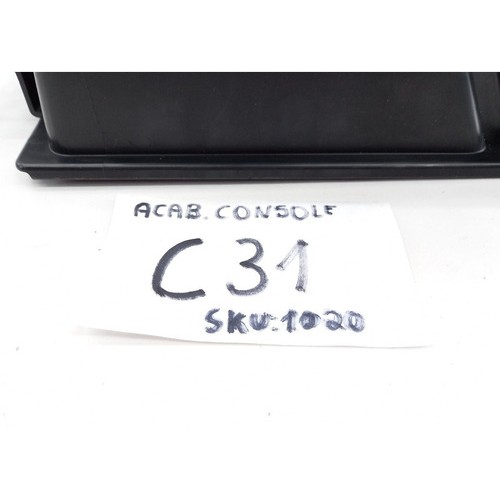 ACAB. CONSOLE
C31
SKU:1020